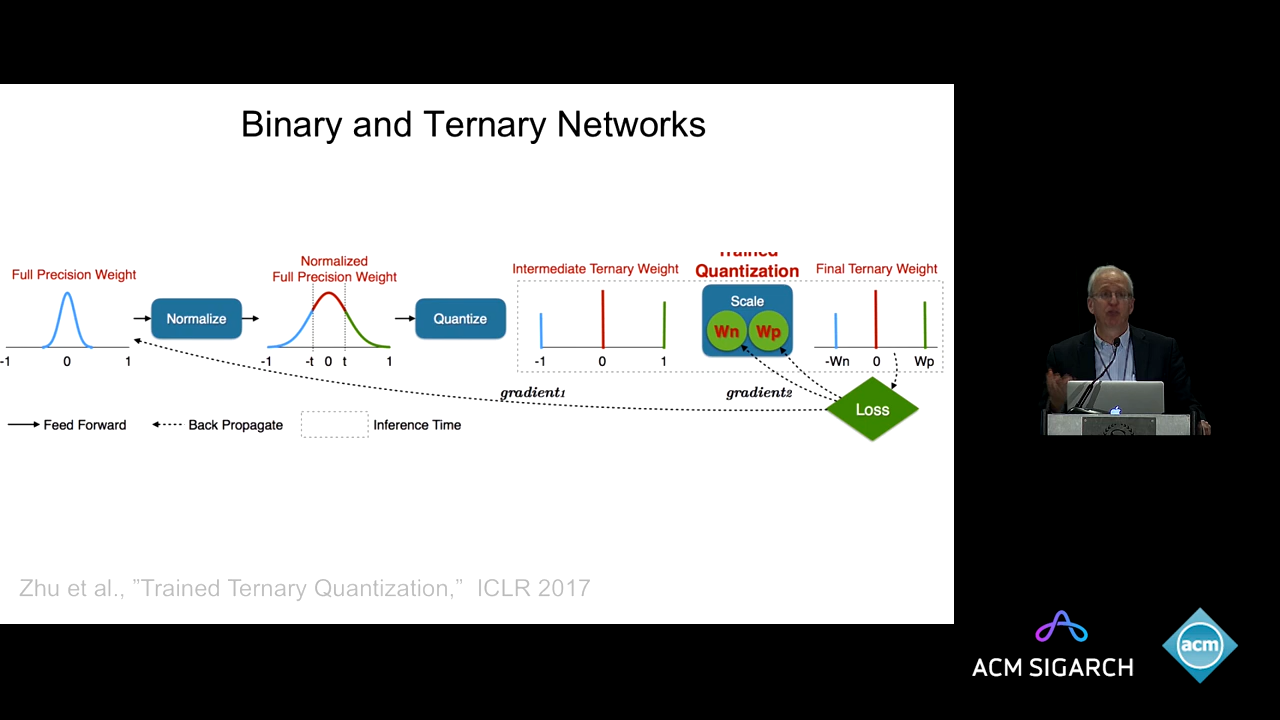 Binary and Ternary Networks
Full Precision Weight
Normalized
Full Precision Weight
Intermediate Ternary Weight
Trained
Quantization
Final Ternary Weight
Normalize
Quantize
Scale
Wn Wp
-1 0 1
-1 -t 0 t 1
-1 0 1
-Wn 0 Wp
gradient1
gradient2
Loss
Feed Forward
Back Propagate
Inference Time
Zhu et al., ”Trained Ternary Quantization,” ICLR 2017
ACM SIGARCH
acm